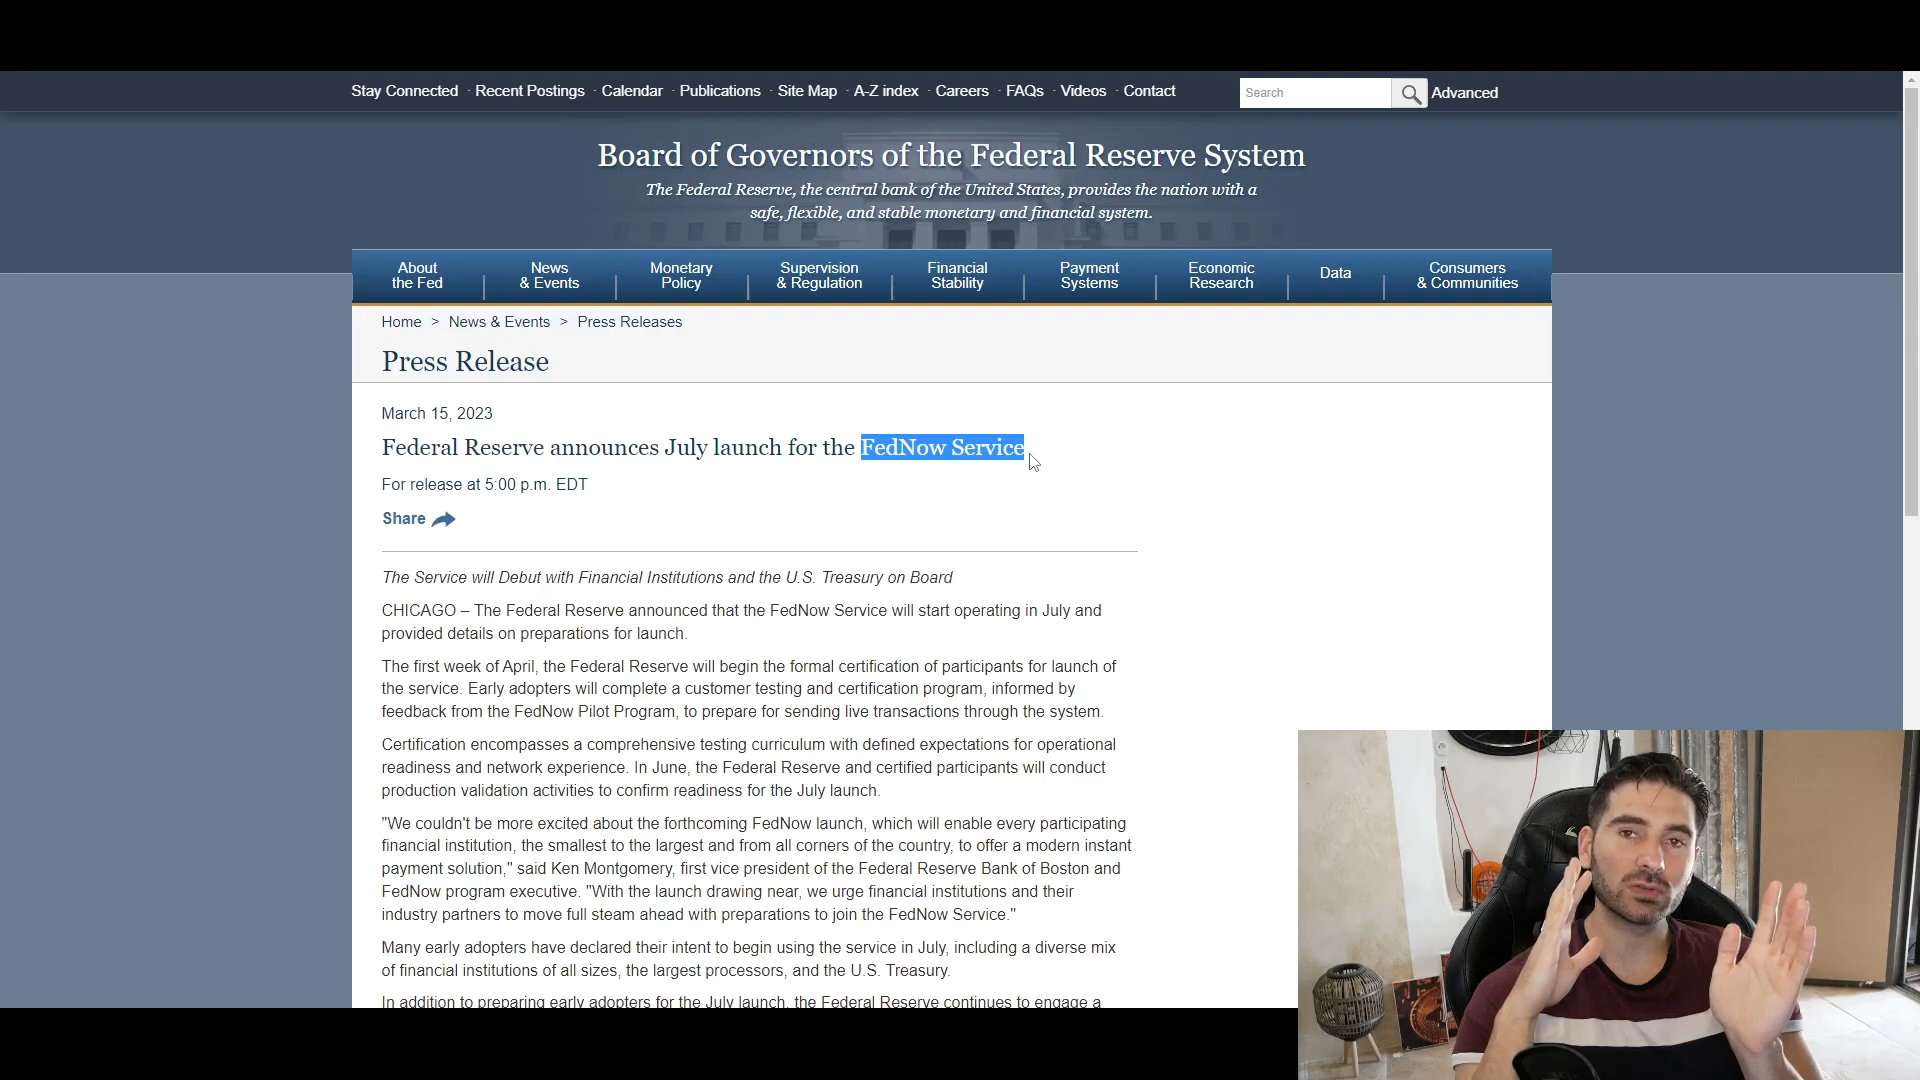 Stay Connected · Recent Postings · Calendar · Publications · Site Map · A-Z index · Careers · FAQs · Videos · Contact
Search
Advanced
Board of Governors of the Federal Reserve System
The Federal Reserve, the central bank of the United States, provides the nation with a
safe, flexible, and stable monetary and financial system.
About
the Fed
News
& Events
Monetary
Policy
Supervision
& Regulation
Financial
Stability
Payment
Systems
Economic
Research
Data
Consumers
& Communities
Home > News & Events > Press Releases
Press Release
March 15, 2023
Federal Reserve announces July launch for the FedNow Service
For release at 5:00 p.m. EDT
Share
The Service will Debut with Financial Institutions and the U.S. Treasury on Board
CHICAGO – The Federal Reserve announced that the FedNow Service will start operating in July and
provided details on preparations for launch.
The first week of April, the Federal Reserve will begin the formal certification of participants for launch of
the service. Early adopters will complete a customer testing and certification program, informed by
feedback from the FedNow Pilot Program, to prepare for sending live transactions through the system.
Certification encompasses a comprehensive testing curriculum with defined expectations for operational
readiness and network experience. In June, the Federal Reserve and certified participants will conduct
production validation activities to confirm readiness for the July launch.
"We couldn't be more excited about the forthcoming FedNow launch, which will enable every participating
financial institution, the smallest to the largest and from all corners of the country, to offer a modern instant
payment solution," said Ken Montgomery, first vice president of the Federal Reserve Bank of Boston and
FedNow program executive. "With the launch drawing near, we urge financial institutions and their
industry partners to move full steam ahead with preparations to join the FedNow Service."
Many early adopters have declared their intent to begin using the service in July, including a diverse mix
of financial institutions of all sizes, the largest processors, and the U.S. Treasury.
In addition to preparing early adopters for the July launch, the Federal Reserve continues to engage a